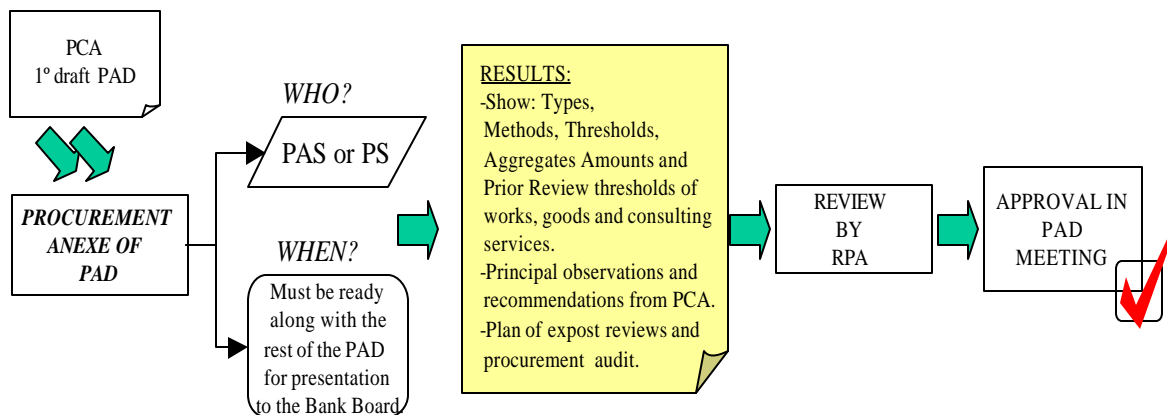 PCA
1º draft PAD
PROCUREMENT
ANEXE OF
PAD
WHO?
PAS or PS
WHEN?
Must be ready
along with the
rest of the PAD
for presentation
to the Bank Board.
RESULTS:
-Show: Types,
Methods, Thresholds,
Aggregates Amounts and
Prior Review thresholds of
works, goods and consulting
services.
-Principal observations and
recommendations from PCA.
-Plan of expost reviews and
procurement audit.
REVIEW
BY
RPA
APPROVAL IN
PAD
MEETING